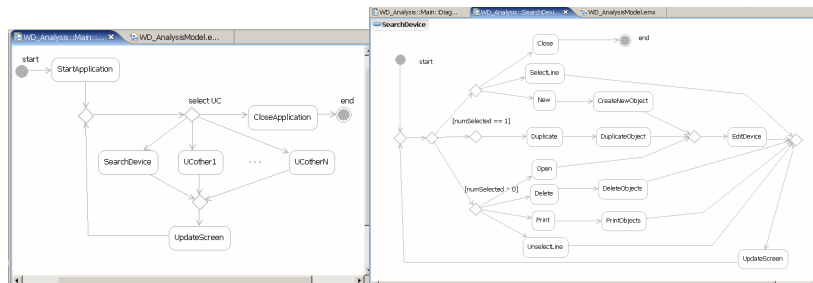 WD_Analysis::Main::...
WD_AnalysisModel.e...
start
StartApplication
select UC
end
CloseApplication
SearchDevice
UCother1
. . .
UCotherN
UpdateScreen
WD_Analysis::Main::Diag...
WD_Analysis::SearchDevi...
WD_AnalysisModel.emx
SearchDevice
Close
end
start
SelectLine
New
CreateNewObject
[numSelected == 1]
Duplicate
DuplicateObject
EditDevice
Open
[numSelected > 0]
Delete
DeleteObjects
Print
PrintObjects
UnselectLine
UpdateScreen